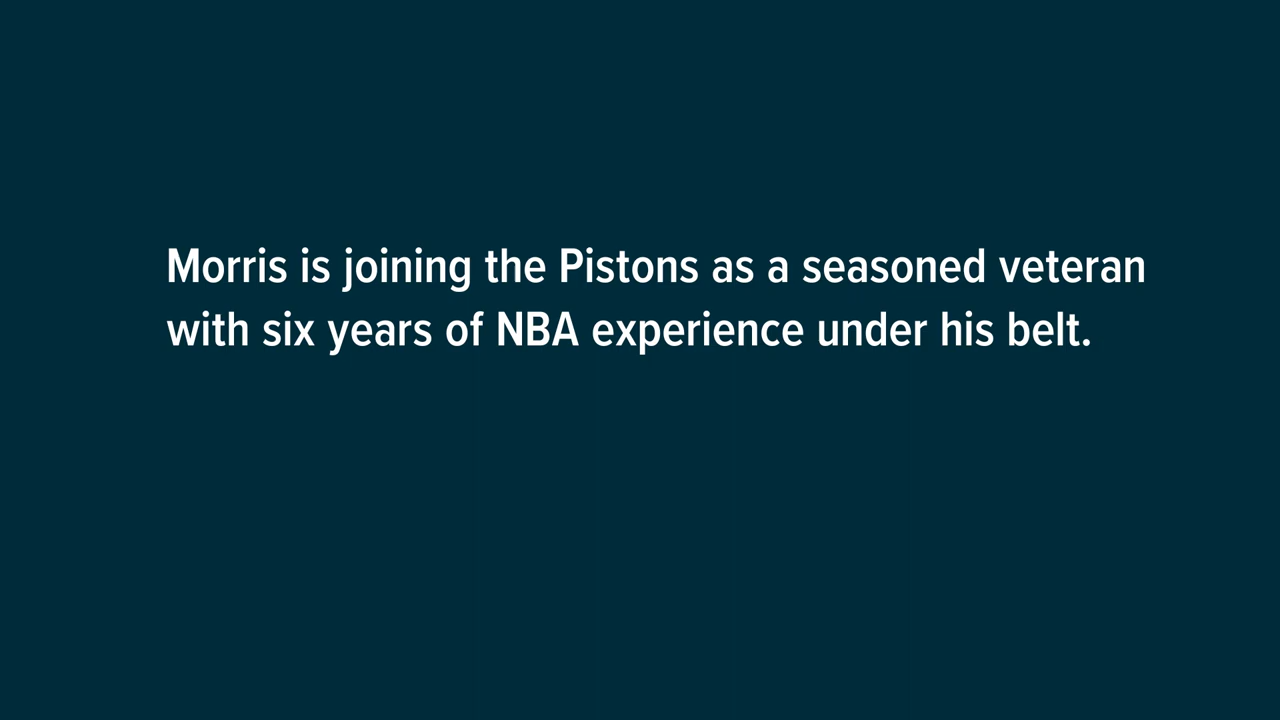 Morris is joining the Pistons as a seasoned veteran
with six years of NBA experience under his belt.